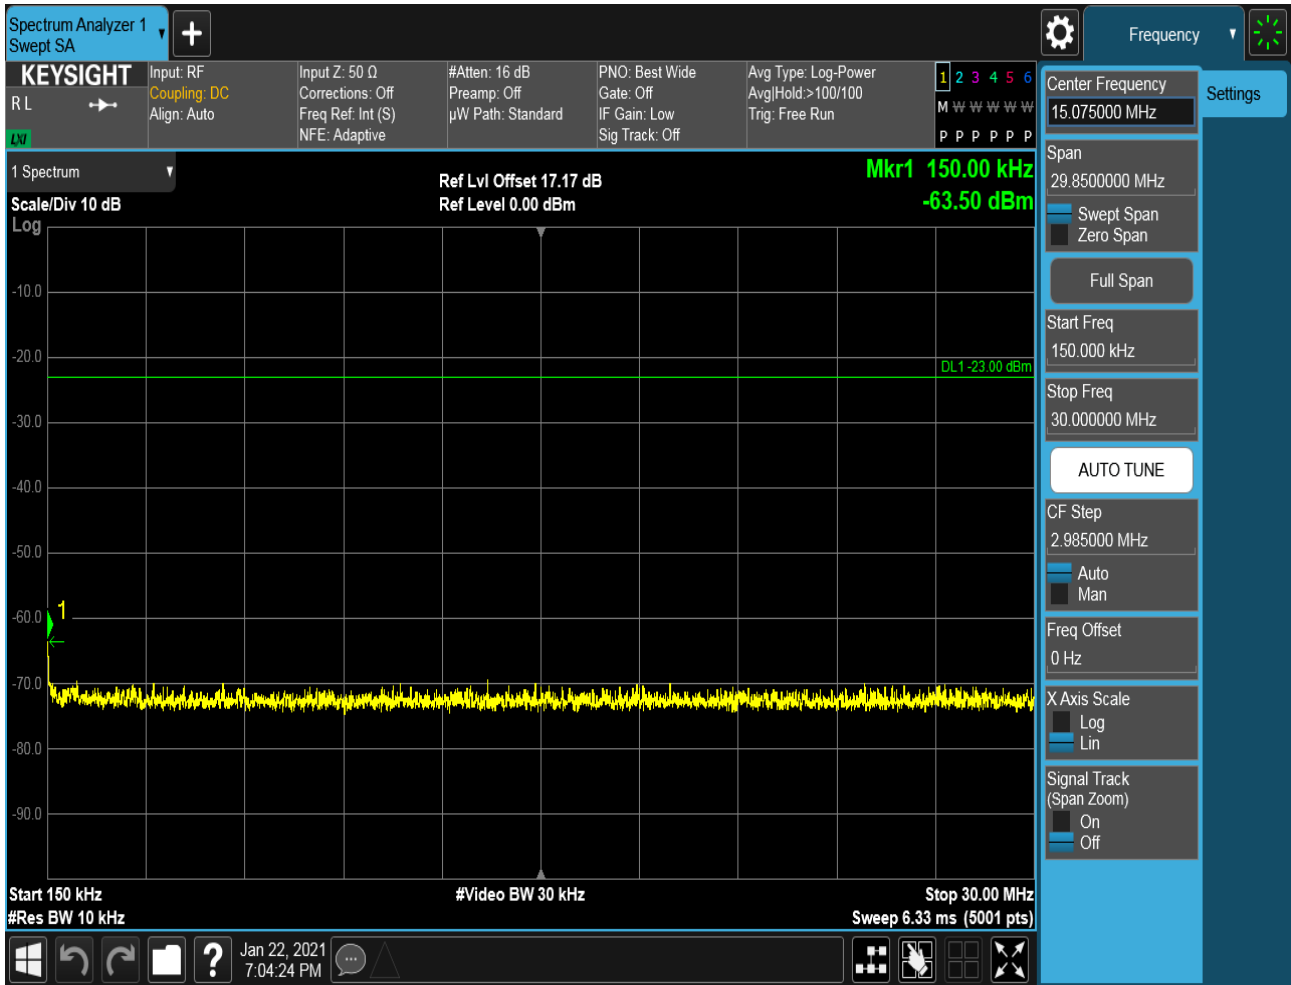 Spectrum Analyzer 1
Swept SA
Frequency
KEYSIGHT
R L
LXI
Input: RF
Coupling: DC
Align: Auto
Input Z: 50 Ω
Corrections: Off
Freq Ref: Int (S)
NFE: Adaptive
#Atten: 16 dB
Preamp: Off
µW Path: Standard
PNO: Best Wide
Gate: Off
IF Gain: Low
Sig Track: Off
Avg Type: Log-Power
Avg|Hold:>100/100
Trig: Free Run
1 2 3 4 5 6
M W W W W W
P P P P P P
1 Spectrum
Scale/Div 10 dB
Log
Ref Lvl Offset 17.17 dB
Ref Level 0.00 dBm
Mkr1 150.00 kHz
-63.50 dBm
-10.0
-20.0
DL1 -23.00 dBm
-30.0
-40.0
-50.0
-60.0
1
-70.0
-80.0
-90.0
Start 150 kHz
#Video BW 30 kHz
Stop 30.00 MHz
#Res BW 10 kHz
Sweep 6.33 ms (5001 pts)
?
Jan 22, 2021
7:04:24 PM
Center Frequency
15.075000 MHz
Settings
Span
29.8500000 MHz
Swept Span
Zero Span
Full Span
Start Freq
150.000 kHz
Stop Freq
30.000000 MHz
AUTO TUNE
CF Step
2.985000 MHz
Auto
Man
Freq Offset
0 Hz
X Axis Scale
Log
Lin
Signal Track
(Span Zoom)
On
Off